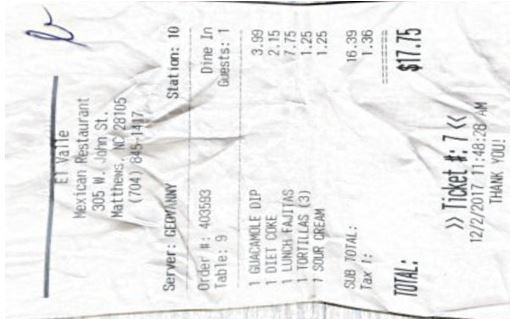 El Valle
Mexican Restaurant
305 W. John St.
Matthews, NC 28105
(704) 845-1417
Server: GEOMANNY Station: 10
Order #: 403593 Dine In
Table: 9 Guests: 1
1 GUACAMOLE DIP 3.99
1 DIET COKE 2.15
1 LUNCH FAJITAS 7.75
1 TORTILLAS (3) 1.25
1 SOUR CREAM 1.25
SUB TOTAL: 16.39
Tax 1: 1.36
========
TOTAL: $17.75
>> Ticket #: 7 <<
12/2/2017 11:48:28 AM
THANK YOU!